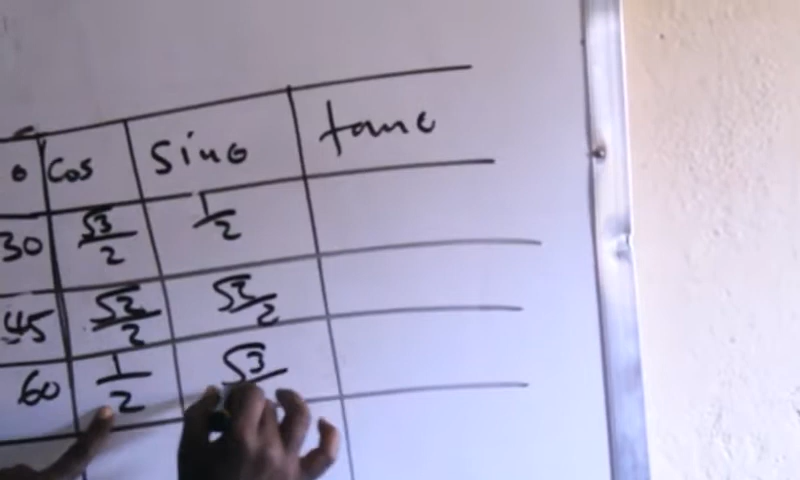 θ cos sinθ tanθ
30 √3/2 1/2
45 √2/2 √2/2
60 1/2 √3